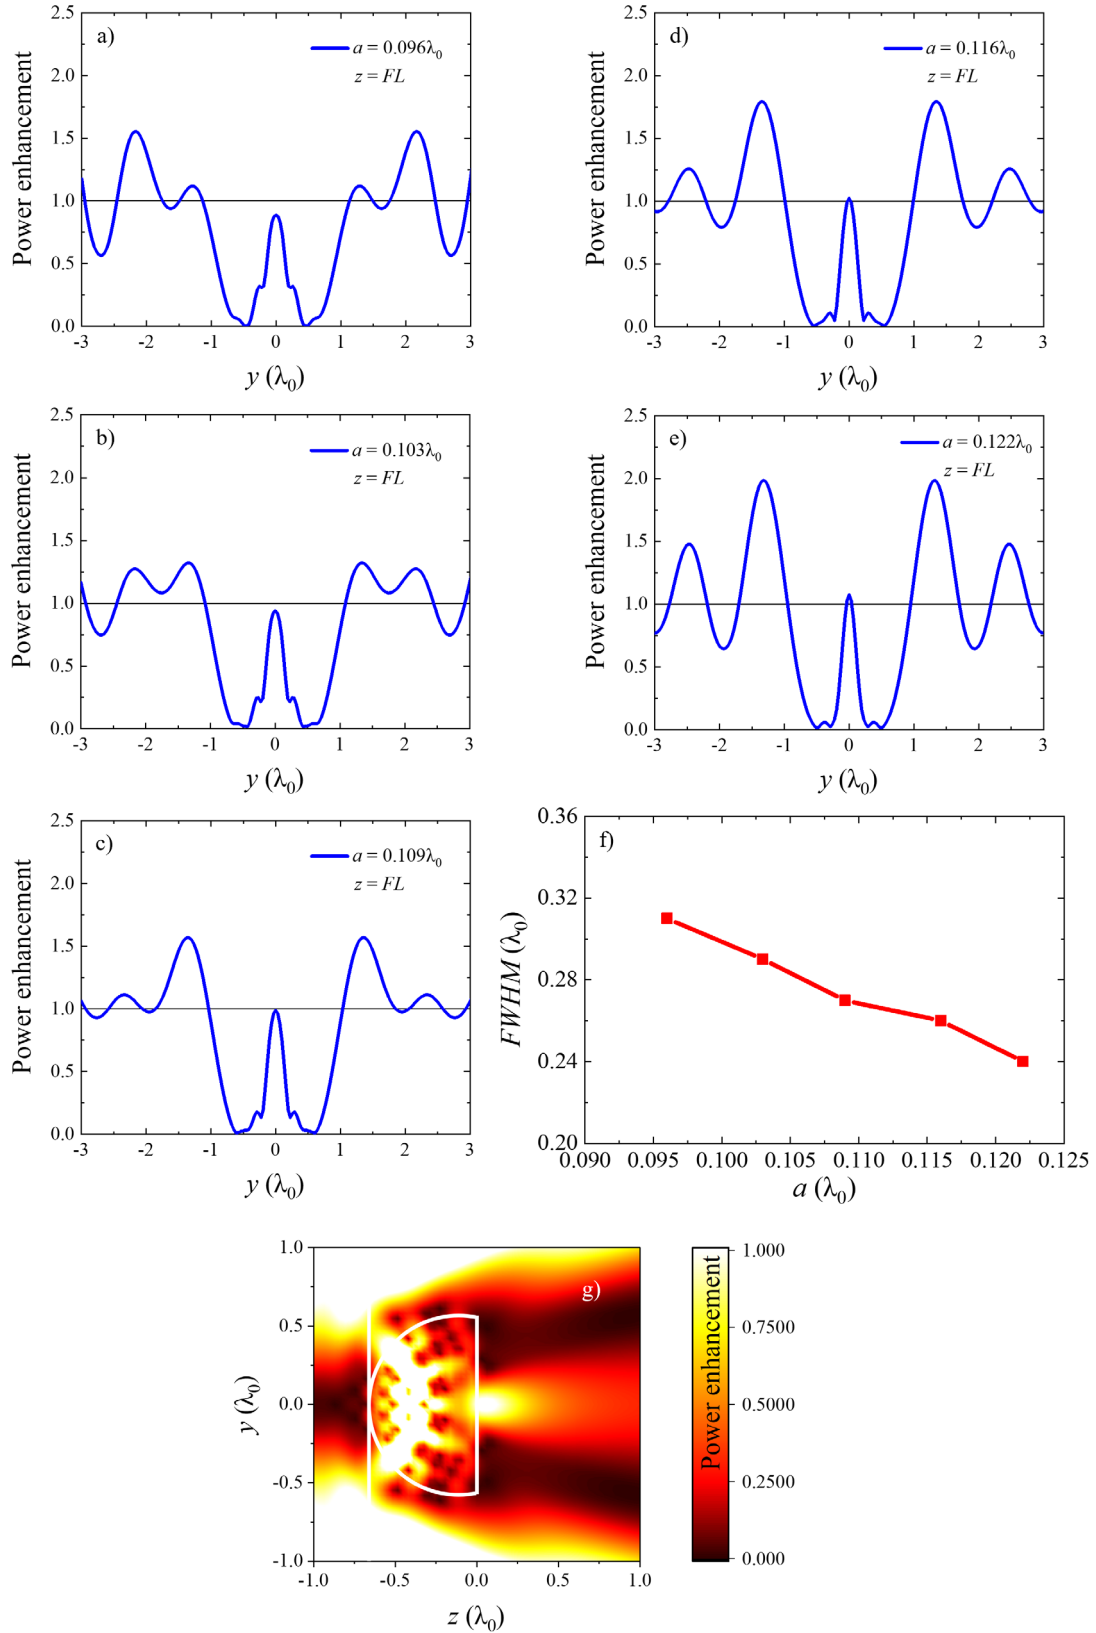 a)
a = 0.096λ₀
z = FL
Power enhancement
2.5
2.0
1.5
1.0
0.5
0.0
-3 -2 -1 0 1 2 3
y (λ₀)
d)
a = 0.116λ₀
z = FL
Power enhancement
2.5
2.0
1.5
1.0
0.5
0.0
-3 -2 -1 0 1 2 3
y (λ₀)
b)
a = 0.103λ₀
z = FL
Power enhancement
2.5
2.0
1.5
1.0
0.5
0.0
-3 -2 -1 0 1 2 3
y (λ₀)
e)
a = 0.122λ₀
z = FL
Power enhancement
2.5
2.0
1.5
1.0
0.5
0.0
-3 -2 -1 0 1 2 3
y (λ₀)
c)
a = 0.109λ₀
z = FL
Power enhancement
2.5
2.0
1.5
1.0
0.5
0.0
-3 -2 -1 0 1 2 3
y (λ₀)
f)
FWHM (λ₀)
0.36
0.32
0.28
0.24
0.20
0.090 0.095 0.100 0.105 0.110 0.115 0.120 0.125
a (λ₀)
g)
y (λ₀)
1.0
0.5
0.0
-0.5
-1.0
-1.0 -0.5 0.0 0.5 1.0
z (λ₀)
Power enhancement
1.000
0.7500
0.5000
0.2500
0.000